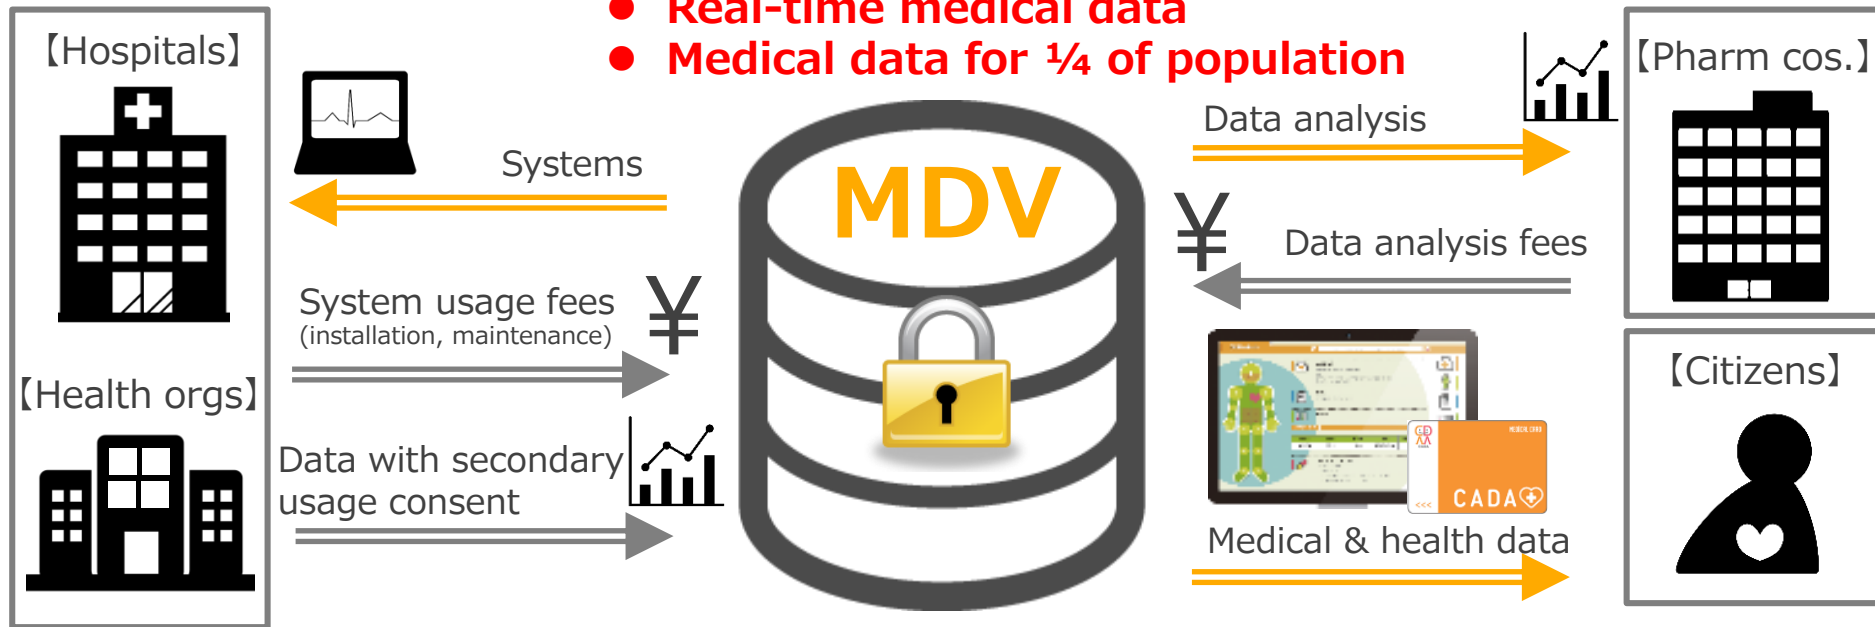 ● Real-time medical data
● Medical data for ¼ of population
【Hospitals】
Systems
System usage fees
(installation, maintenance)
¥
【Health orgs】
Data with secondary
usage consent
MDV
Data analysis
【Pharm cos.】
¥
Data analysis fees
MEDICAL CARD
<<< CADA
Medical & health data
【Citizens】